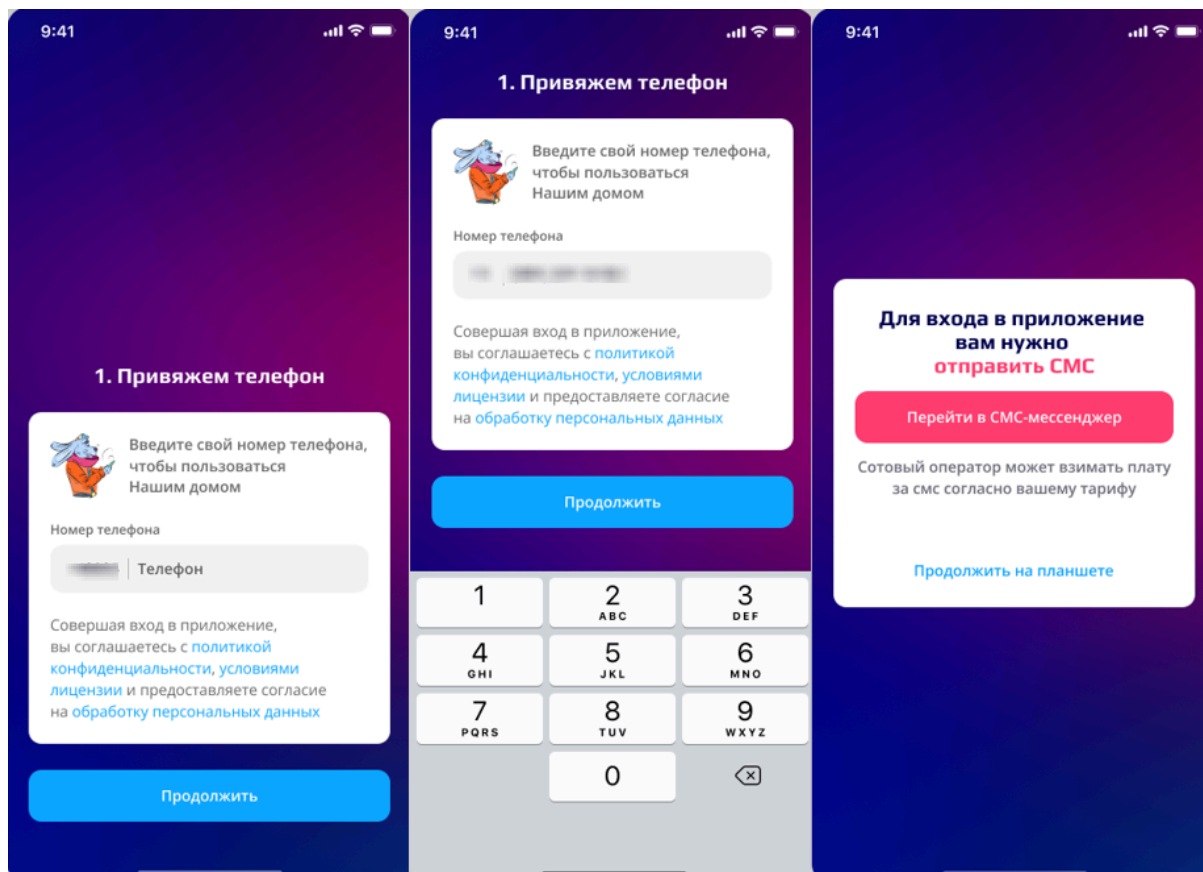 9:41
1. Привяжем телефон
Введите свой номер телефона,
чтобы пользоваться
Нашим домом
Номер телефона
Телефон
Совершая вход в приложение,
вы соглашаетесь с политикой
конфиденциальности, условиями
лицензии и предоставляете согласие
на обработку персональных данных
Продолжить
9:41
1. Привяжем телефон
Введите свой номер телефона,
чтобы пользоваться
Нашим домом
Номер телефона
Совершая вход в приложение,
вы соглашаетесь с политикой
конфиденциальности, условиями
лицензии и предоставляете согласие
на обработку персональных данных
Продолжить
1 2 3
ABC DEF
4 5 6
GHI JKL MNO
7 8 9
PQRS TUV WXYZ
0
9:41
Для входа в приложение
вам нужно
отправить СМС
Перейти в СМС-мессенджер
Сотовый оператор может взимать плату
за смс согласно вашему тарифу
Продолжить на планшете